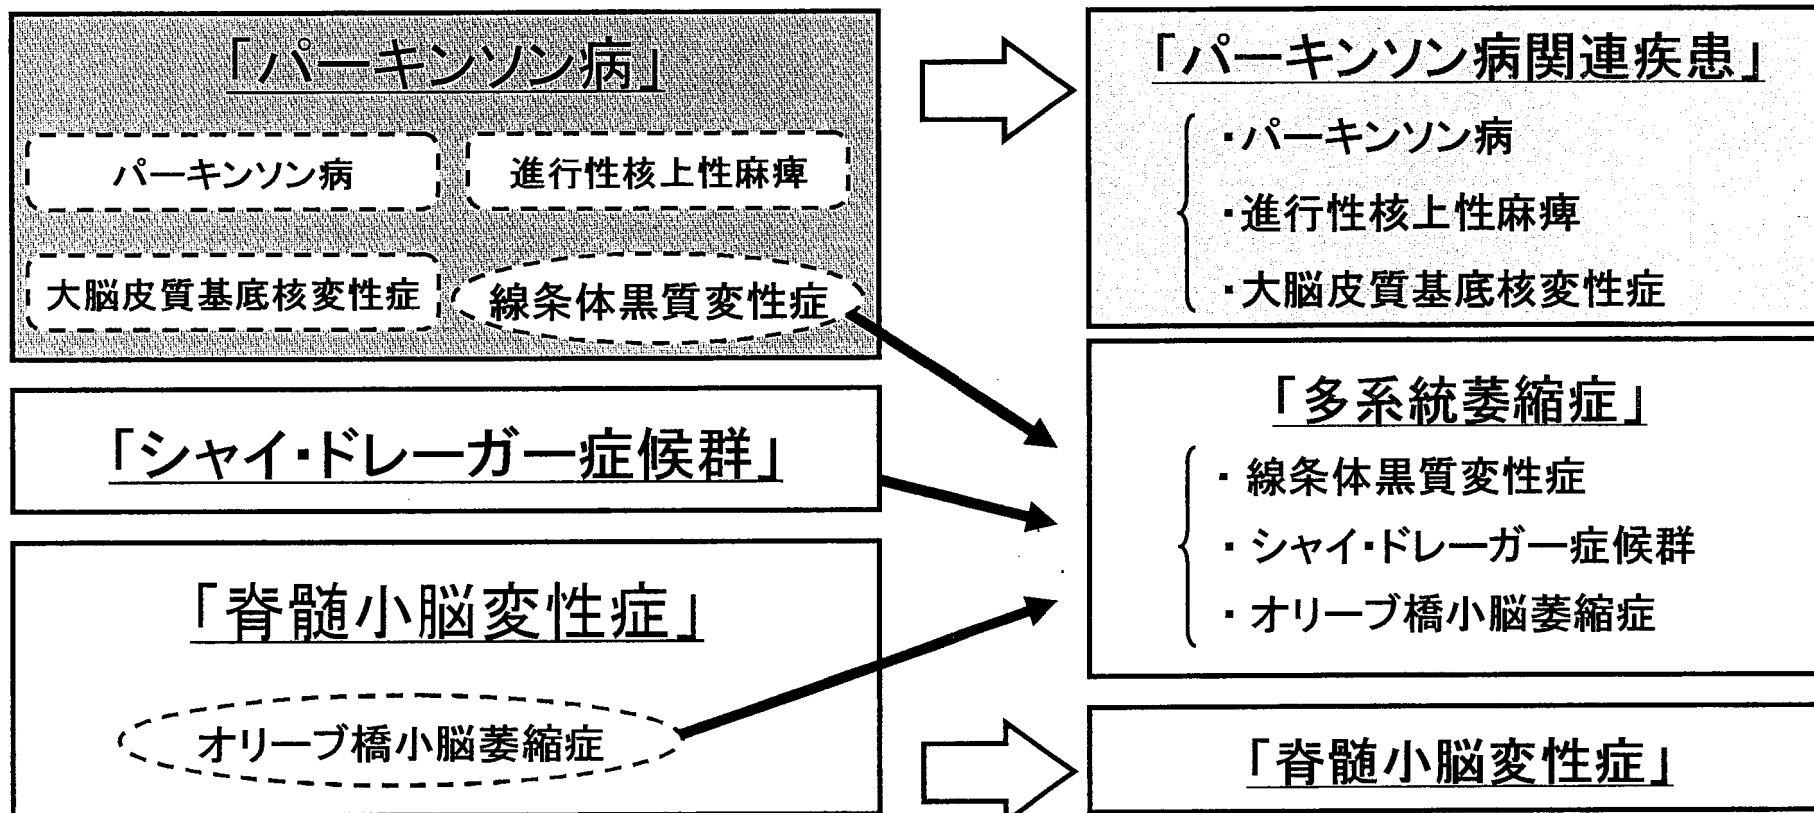 「パーキンソン病」
パーキンソン病
進行性核上性麻痺
大脳皮質基底核変性症
線条体黒質変性症
「シャイ・ドレーガー症候群」
「脊髄小脳変性症」
オリーブ橋小脳萎縮症
「パーキンソン病関連疾患」
・パーキンソン病
・進行性核上性麻痺
・大脳皮質基底核変性症
「多系統萎縮症」
・線条体黒質変性症
・シャイ・ドレーガー症候群
・オリーブ橋小脳萎縮症
「脊髄小脳変性症」